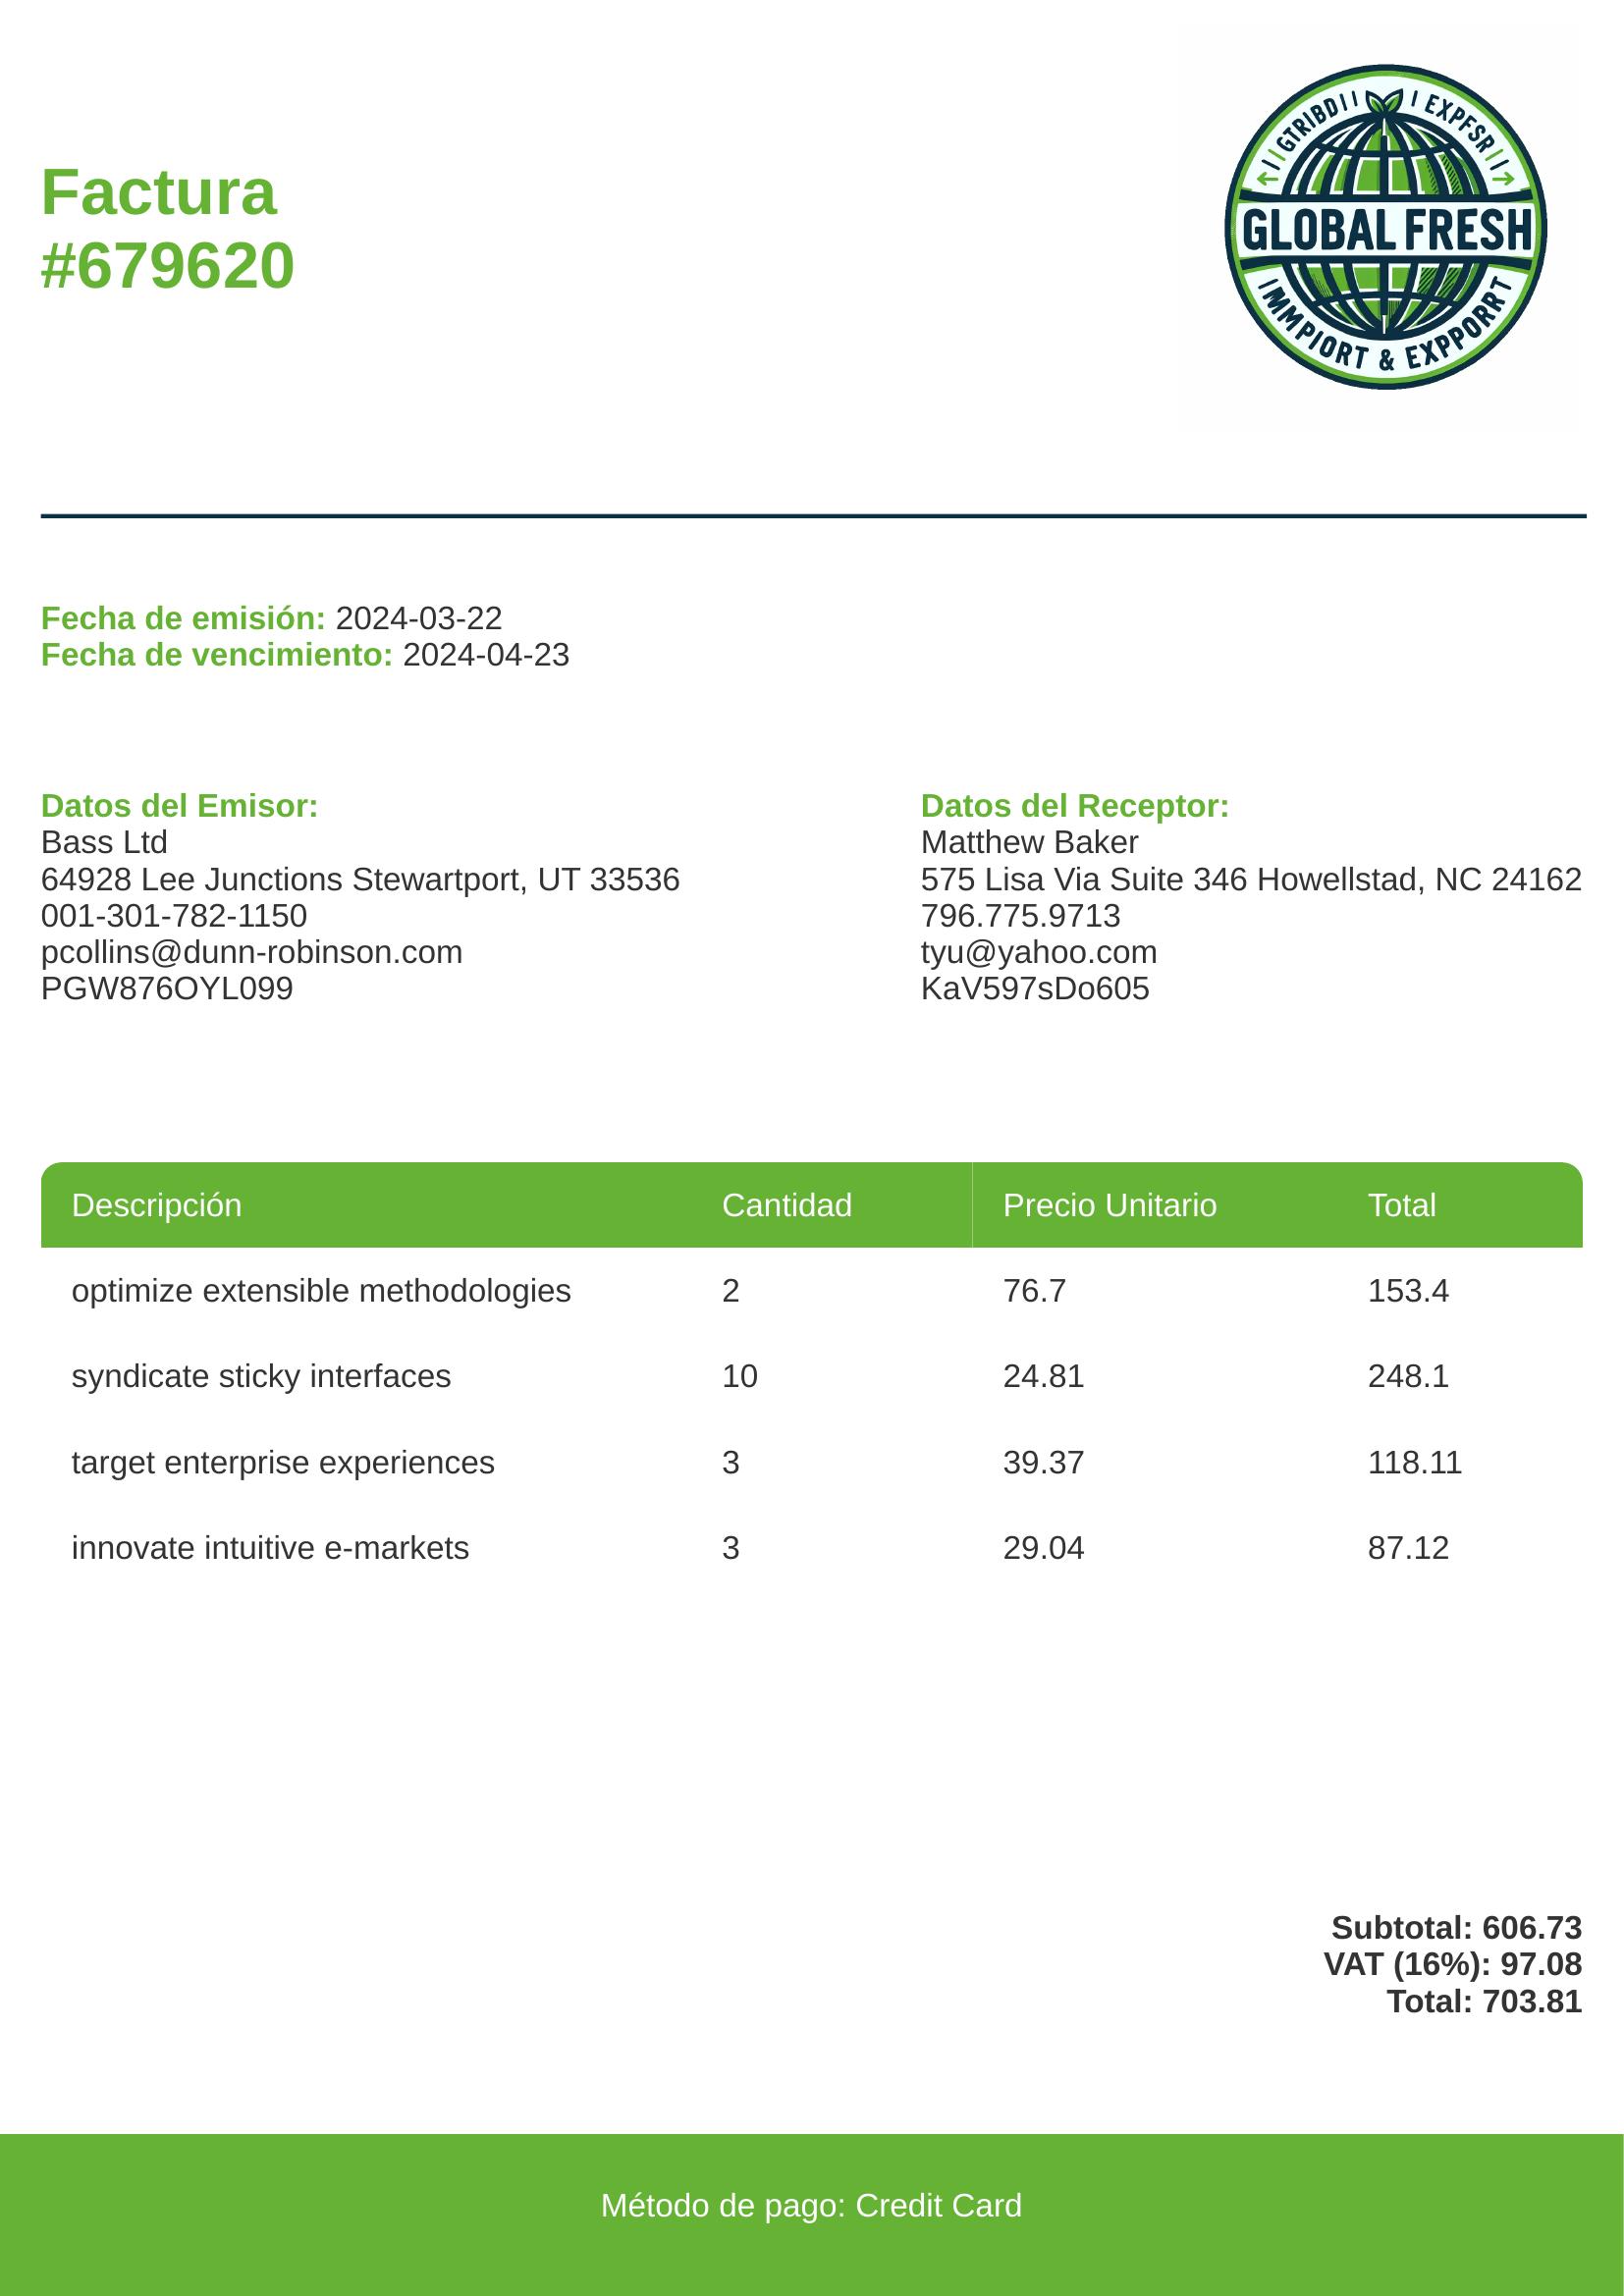 Factura
#679620
GTRIBD
EXPFSR
GLOBAL FRESH
IMMPIORT & EXPPORRT
Fecha de emisión: 2024-03-22
Fecha de vencimiento: 2024-04-23
Datos del Emisor:
Bass Ltd
64928 Lee Junctions Stewartport, UT 33536
001-301-782-1150
pcollins@dunn-robinson.com
PGW876OYL099
Datos del Receptor:
Matthew Baker
575 Lisa Via Suite 346 Howellstad, NC 24162
796.775.9713
tyu@yahoo.com
KaV597sDo605
Descripción Cantidad Precio Unitario Total
optimize extensible methodologies 2 76.7 153.4
syndicate sticky interfaces 10 24.81 248.1
target enterprise experiences 3 39.37 118.11
innovate intuitive e-markets 3 29.04 87.12
Subtotal: 606.73
VAT (16%): 97.08
Total: 703.81
Método de pago: Credit Card